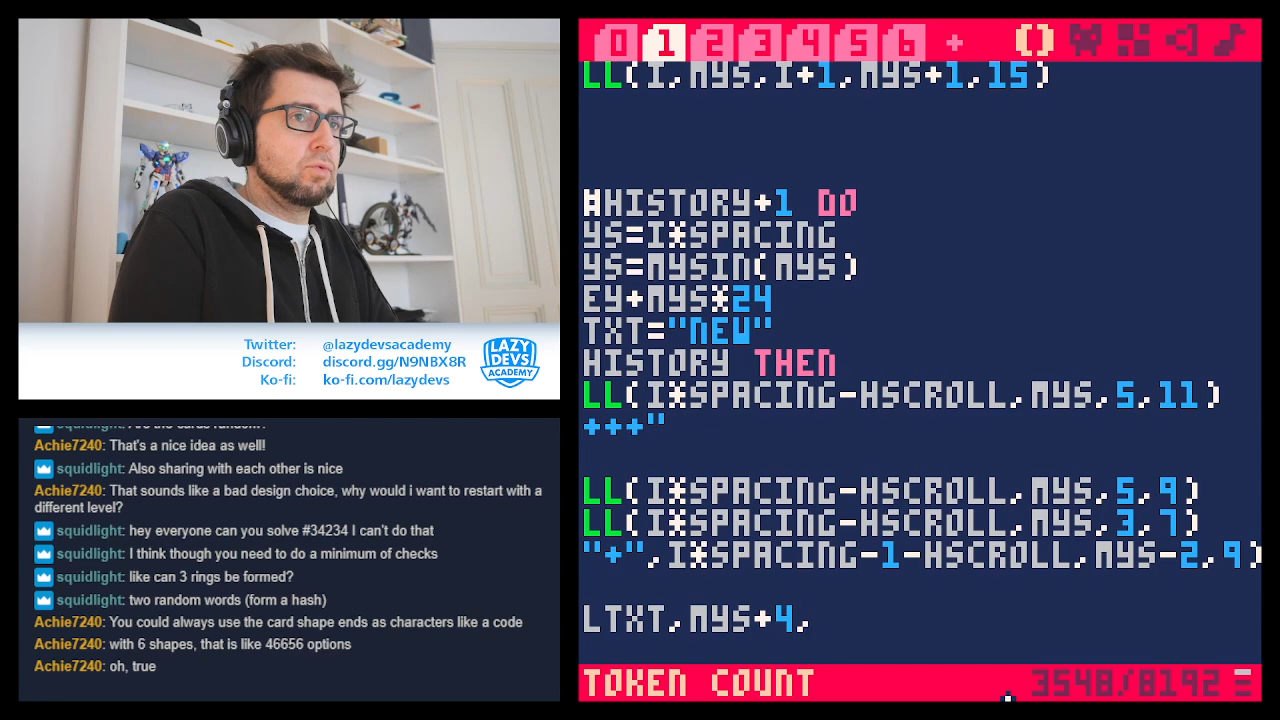 Twitter: @lazydevsacademy
Discord: discord.gg/N9NBX8R
Ko-fi: ko-fi.com/lazydevs
LAZY
DEVS
ACADEMY
squidlight: Are the cards random?
Achie7240: That's a nice idea as well!
squidlight: Also sharing with each other is nice
Achie7240: That sounds like a bad design choice, why would i want to restart with a
different level?
squidlight: hey everyone can you solve #34234 I can't do that
squidlight: I think though you need to do a minimum of checks
squidlight: like can 3 rings be formed?
squidlight: two random words (form a hash)
Achie7240: You could always use the card shape ends as characters like a code
Achie7240: with 6 shapes, that is like 46656 options
Achie7240: oh, true
0 1 2 3 4 5 6 + ()
LL(I,MYS,I+1,MYS+1,15)
#HISTORY+1 DO
YS=I*SPACING
YS=MYSIN(MYS)
EY+MYS*24
TXT="NEW"
HISTORY THEN
LL(I*SPACING-HSCROLL,MYS,5,11)
+++"
LL(I*SPACING-HSCROLL,MYS,5,9)
LL(I*SPACING-HSCROLL,MYS,3,7)
"+",I*SPACING-1-HSCROLL,MYS-2,9)
LTXT,MYS+4,
TOKEN COUNT 3548/8192